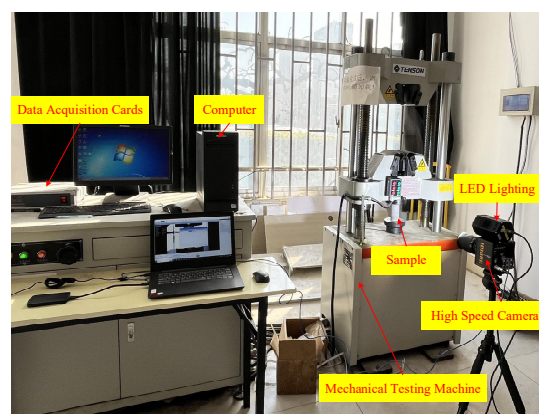 TENSON
Data Acquisition Cards
Computer
LED Lighting
Sample
High Speed Camera
Mechanical Testing Machine